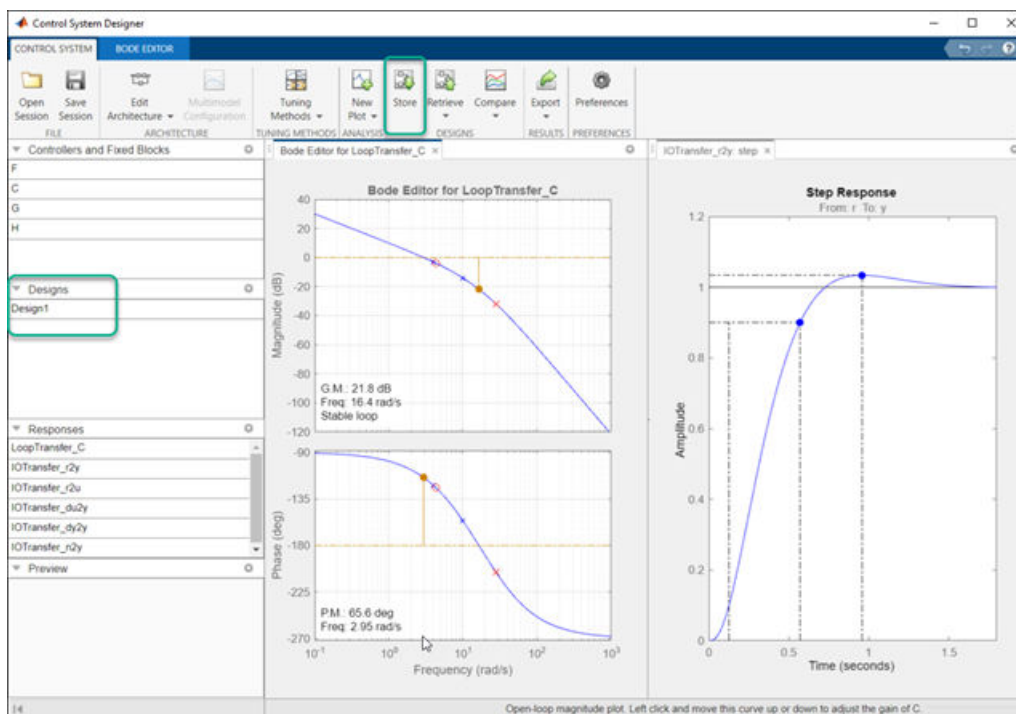 Control System Designer
CONTROL SYSTEM
BODE EDITOR
Open Session
Save Session
Edit Architecture
Multimodel Configuration
Tuning Methods
New Plot
Store
Retrieve
Compare
Export
Preferences
FILE
ARCHITECTURE
TUNING METHODS
ANALYSIS
DESIGNS
RESULTS
PREFERENCES
Controllers and Fixed Blocks
F
C
G
H
Designs
Design1
Responses
LoopTransfer_C
IOTransfer_r2y
IOTransfer_r2u
IOTransfer_du2y
IOTransfer_dy2y
IOTransfer_n2y
Preview
Bode Editor for LoopTransfer_C
Bode Editor for LoopTransfer_C
Magnitude (dB)
40
20
0
-20
-40
-60
-80
-100
-120
G.M.: 21.8 dB
Freq: 16.4 rad/s
Stable loop
Phase (deg)
-90
-135
-180
-225
-270
P.M.: 65.6 deg
Freq: 2.95 rad/s
10⁻¹ 10⁰ 10¹ 10² 10³
Frequency (rad/s)
IOTransfer_r2y: step
Step Response
From: r To: y
Amplitude
1.2
1
0.8
0.6
0.4
0.2
0
0 0.5 1 1.5
Time (seconds)
Open-loop magnitude plot. Left click and move this curve up or down to adjust the gain of C.